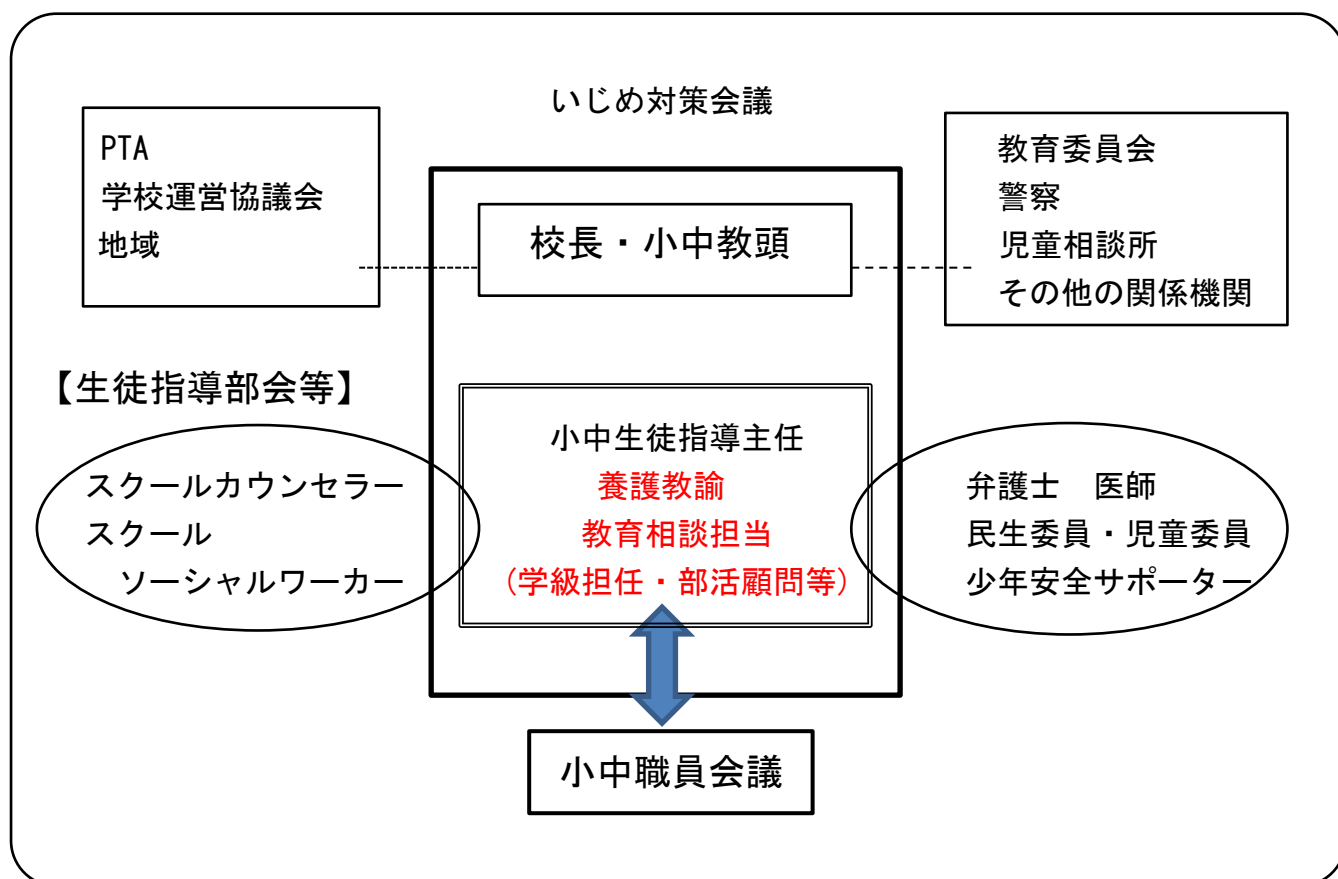 いじめ対策会議
PTA
学校運営協議会
地域
校長・小中教頭
教育委員会
警察
児童相談所
その他の関係機関
【生徒指導部会等】
スクールカウンセラー
スクール
ソーシャルワーカー
小中生徒指導主任
養護教諭
教育相談担当
(学級担任・部活顧問等)
弁護士　医師
民生委員・児童委員
少年安全サポーター
小中職員会議